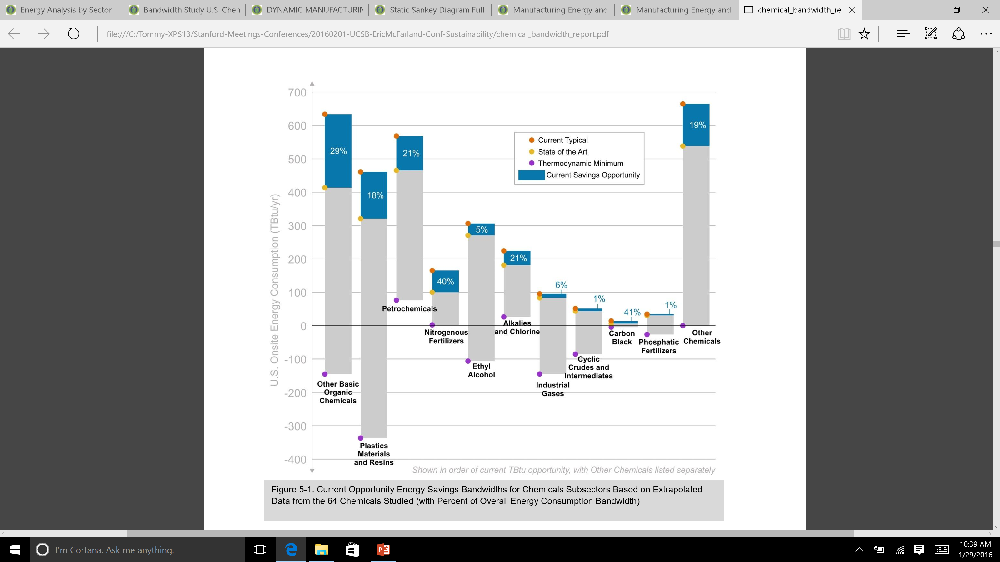 Energy Analysis by Sector |
Bandwidth Study U.S. Chen
DYNAMIC MANUFACTURIN
Static Sankey Diagram Full
Manufacturing Energy and
Manufacturing Energy and
chemical_bandwidth_re
file:///C:/Tommy-XPS13/Stanford-Meetings-Conferences/20160201-UCSB-EricMcFarland-Conf-Sustainability/chemical_bandwidth_report.pdf
U.S. Onsite Energy Consumption (TBtu/yr)
700
600
500
400
300
200
100
0
-100
-200
-300
-400
29%
18%
21%
40%
5%
21%
6%
1%
41%
1%
19%
Current Typical
State of the Art
Thermodynamic Minimum
Current Savings Opportunity
Other Basic
Organic
Chemicals
Plastics
Materials
and Resins
Petrochemicals
Nitrogenous
Fertilizers
Ethyl
Alcohol
Alkalies
and Chlorine
Industrial
Gases
Cyclic
Crudes and
Intermediates
Carbon
Black
Phosphatic
Fertilizers
Other
Chemicals
Shown in order of current TBtu opportunity, with Other Chemicals listed separately
Figure 5-1. Current Opportunity Energy Savings Bandwidths for Chemicals Subsectors Based on Extrapolated
Data from the 64 Chemicals Studied (with Percent of Overall Energy Consumption Bandwidth)
I'm Cortana. Ask me anything.
10:39 AM
1/29/2016